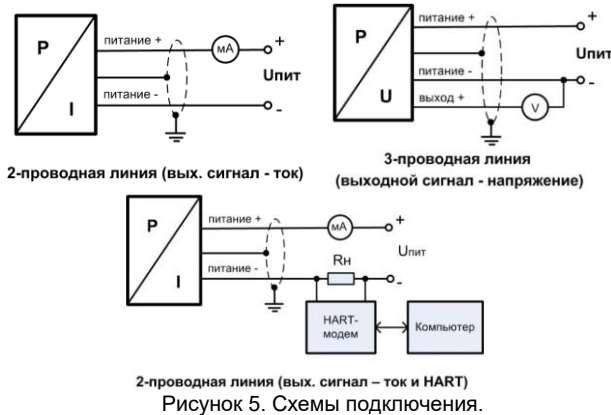 P
I
питание +
мА
+
Uпит
питание -
-
2-проводная линия (вых. сигнал - ток)
P
U
питание +
+
Uпит
питание -
-
выход +
V
3-проводная линия
(выходной сигнал - напряжение)
P
I
питание +
мА
+
Uпит
питание -
Rн
-
HART-
модем
Компьютер
2-проводная линия (вых. сигнал – ток и HART)
Рисунок 5. Схемы подключения.